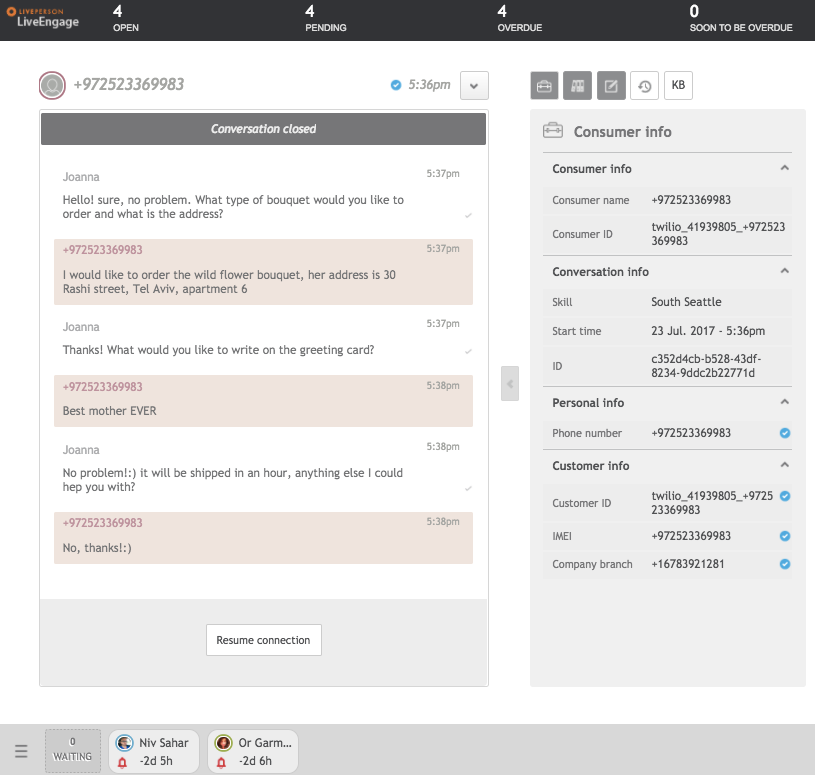 LIVEPERSON
LiveEngage
4
OPEN
4
PENDING
4
OVERDUE
0
SOON TO BE OVERDUE
+972523369983
5:36pm
KB
Conversation closed
Joanna
5:37pm
Hello! sure, no problem. What type of bouquet would you like to
order and what is the address?
+972523369983
5:37pm
I would like to order the wild flower bouquet, her address is 30
Rashi street, Tel Aviv, apartment 6
Joanna
5:37pm
Thanks! What would you like to write on the greeting card?
+972523369983
5:38pm
Best mother EVER
Joanna
5:38pm
No problem!:) it will be shipped in an hour, anything else I could
hep you with?
+972523369983
5:38pm
No, thanks!:)
Resume connection
Consumer info
Consumer info
Consumer name +972523369983
Consumer ID twilio_41939805_+972523
369983
Conversation info
Skill South Seattle
Start time 23 Jul. 2017 - 5:36pm
ID c352d4cb-b528-43df-
8234-9ddc2b22771d
Personal info
Phone number +972523369983
Customer info
Customer ID twilio_41939805_+9725
23369983
IMEI +972523369983
Company branch +16783921281
0
WAITING
Niv Sahar
-2d 5h
Or Garm...
-2d 6h